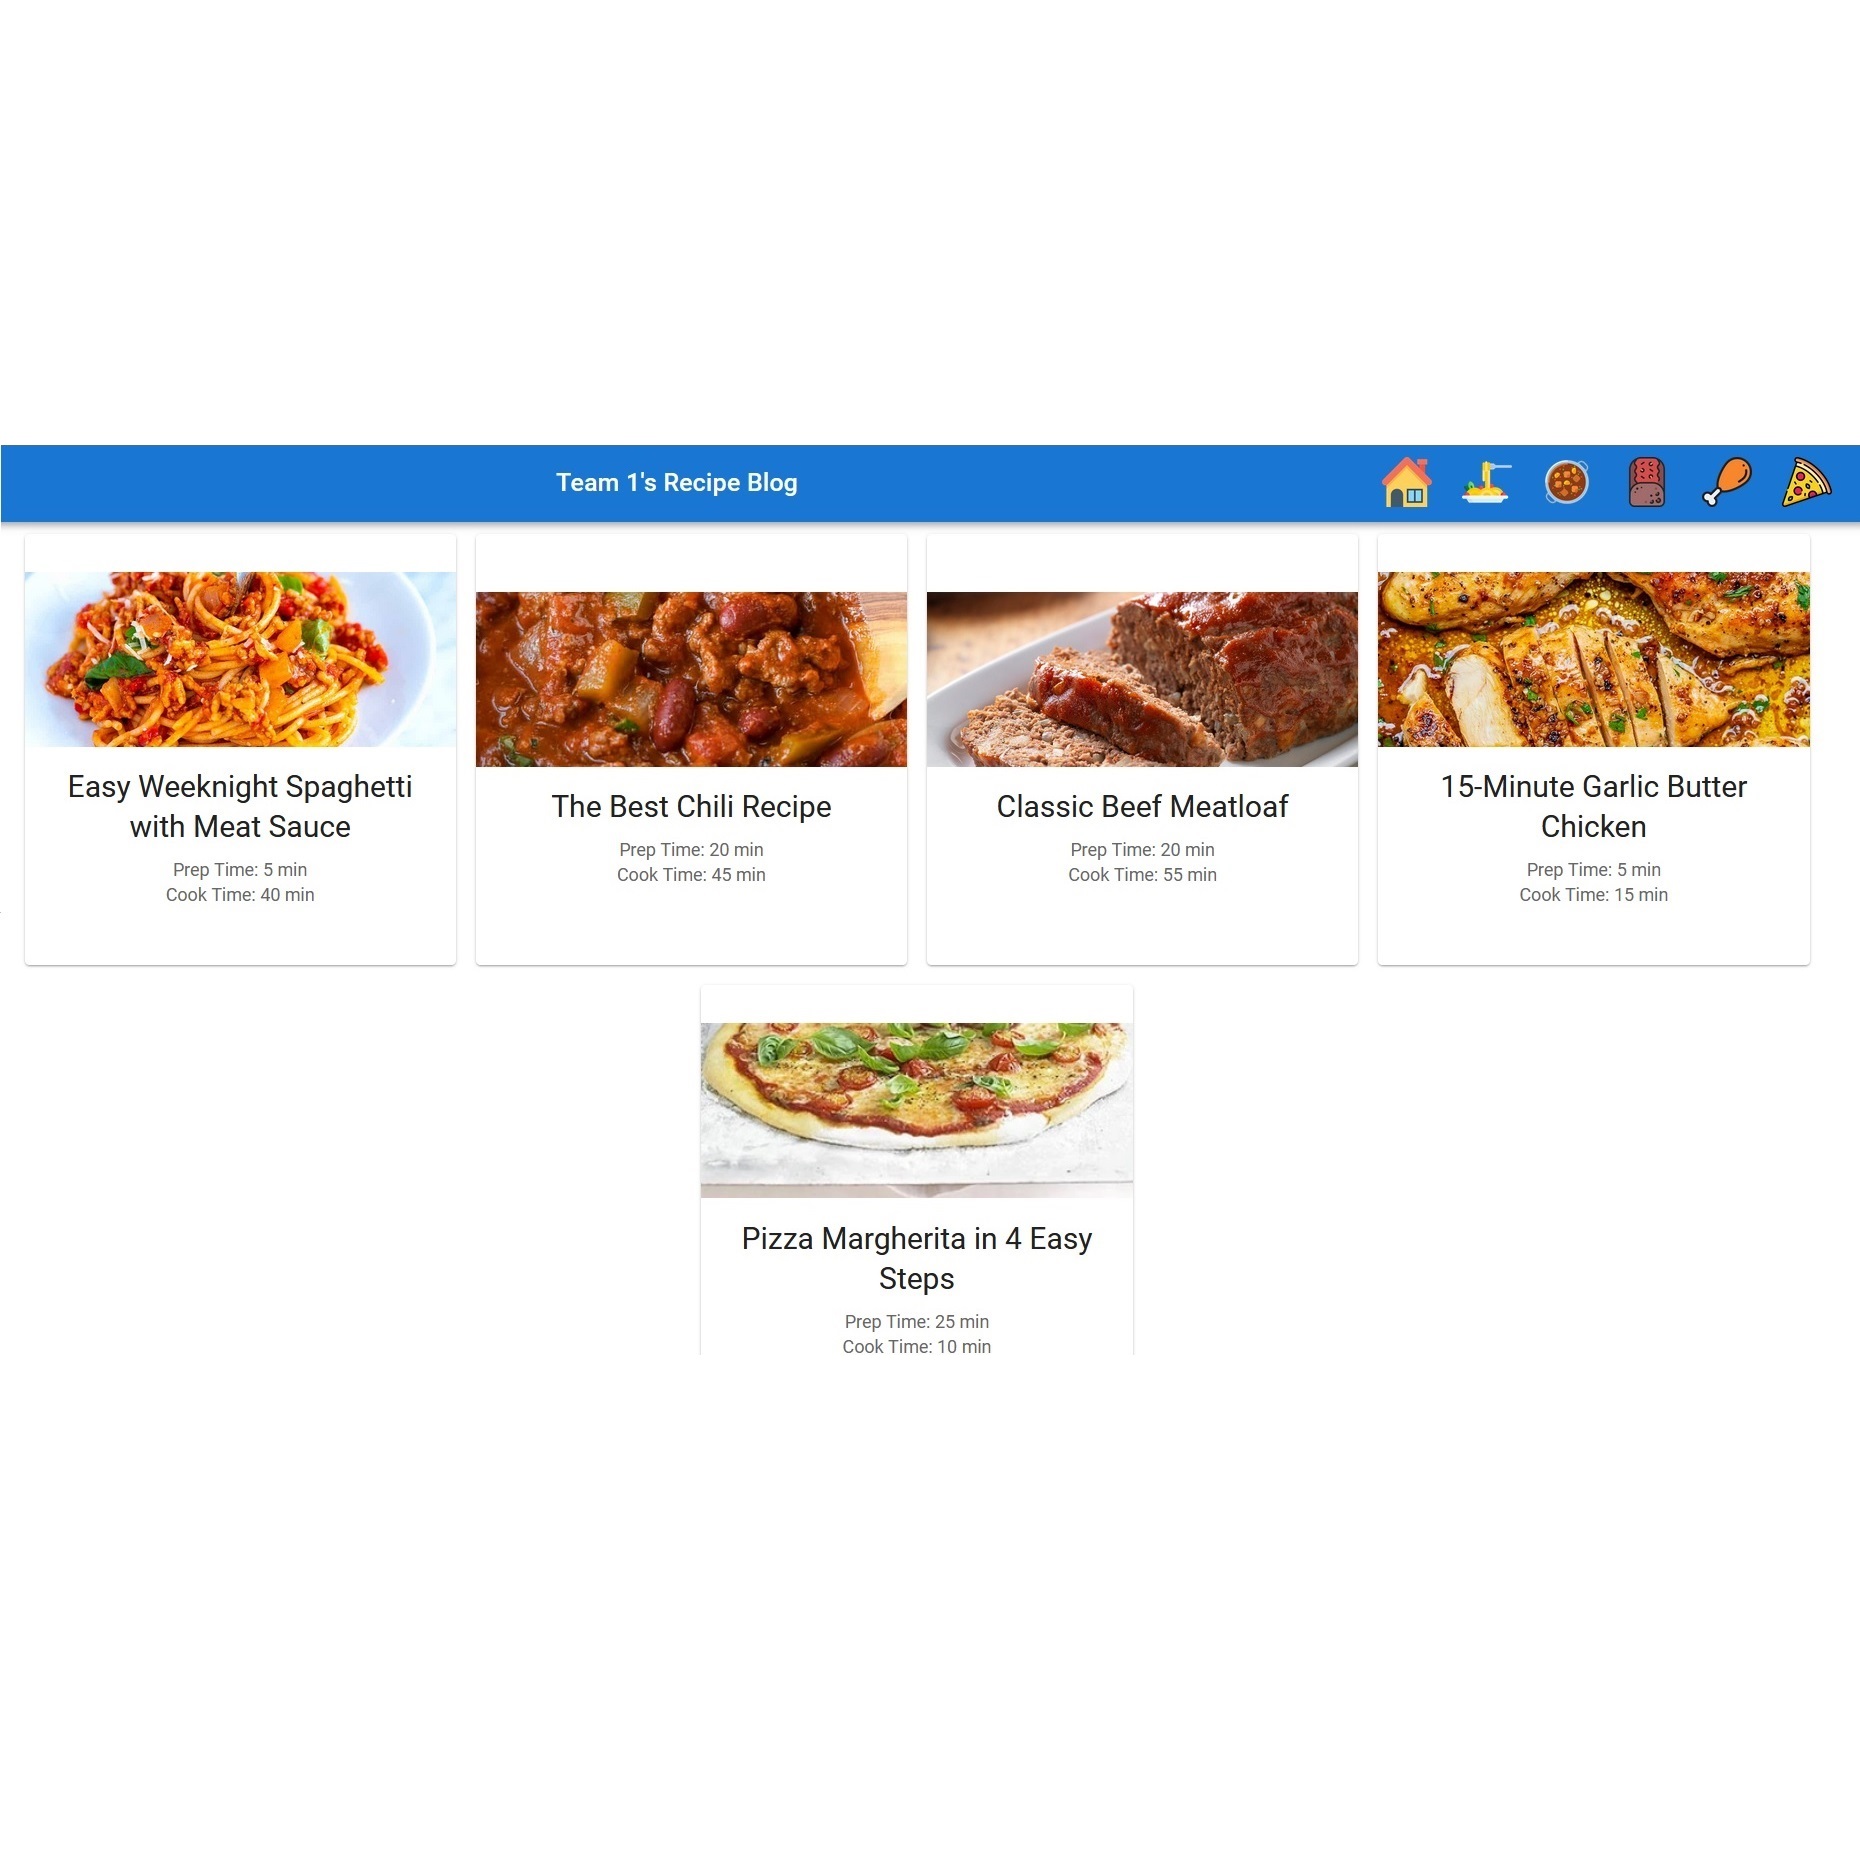 Team 1's Recipe Blog
Easy Weeknight Spaghetti
with Meat Sauce
Prep Time: 5 min
Cook Time: 40 min
The Best Chili Recipe
Prep Time: 20 min
Cook Time: 45 min
Classic Beef Meatloaf
Prep Time: 20 min
Cook Time: 55 min
15-Minute Garlic Butter
Chicken
Prep Time: 5 min
Cook Time: 15 min
Pizza Margherita in 4 Easy
Steps
Prep Time: 25 min
Cook Time: 10 min